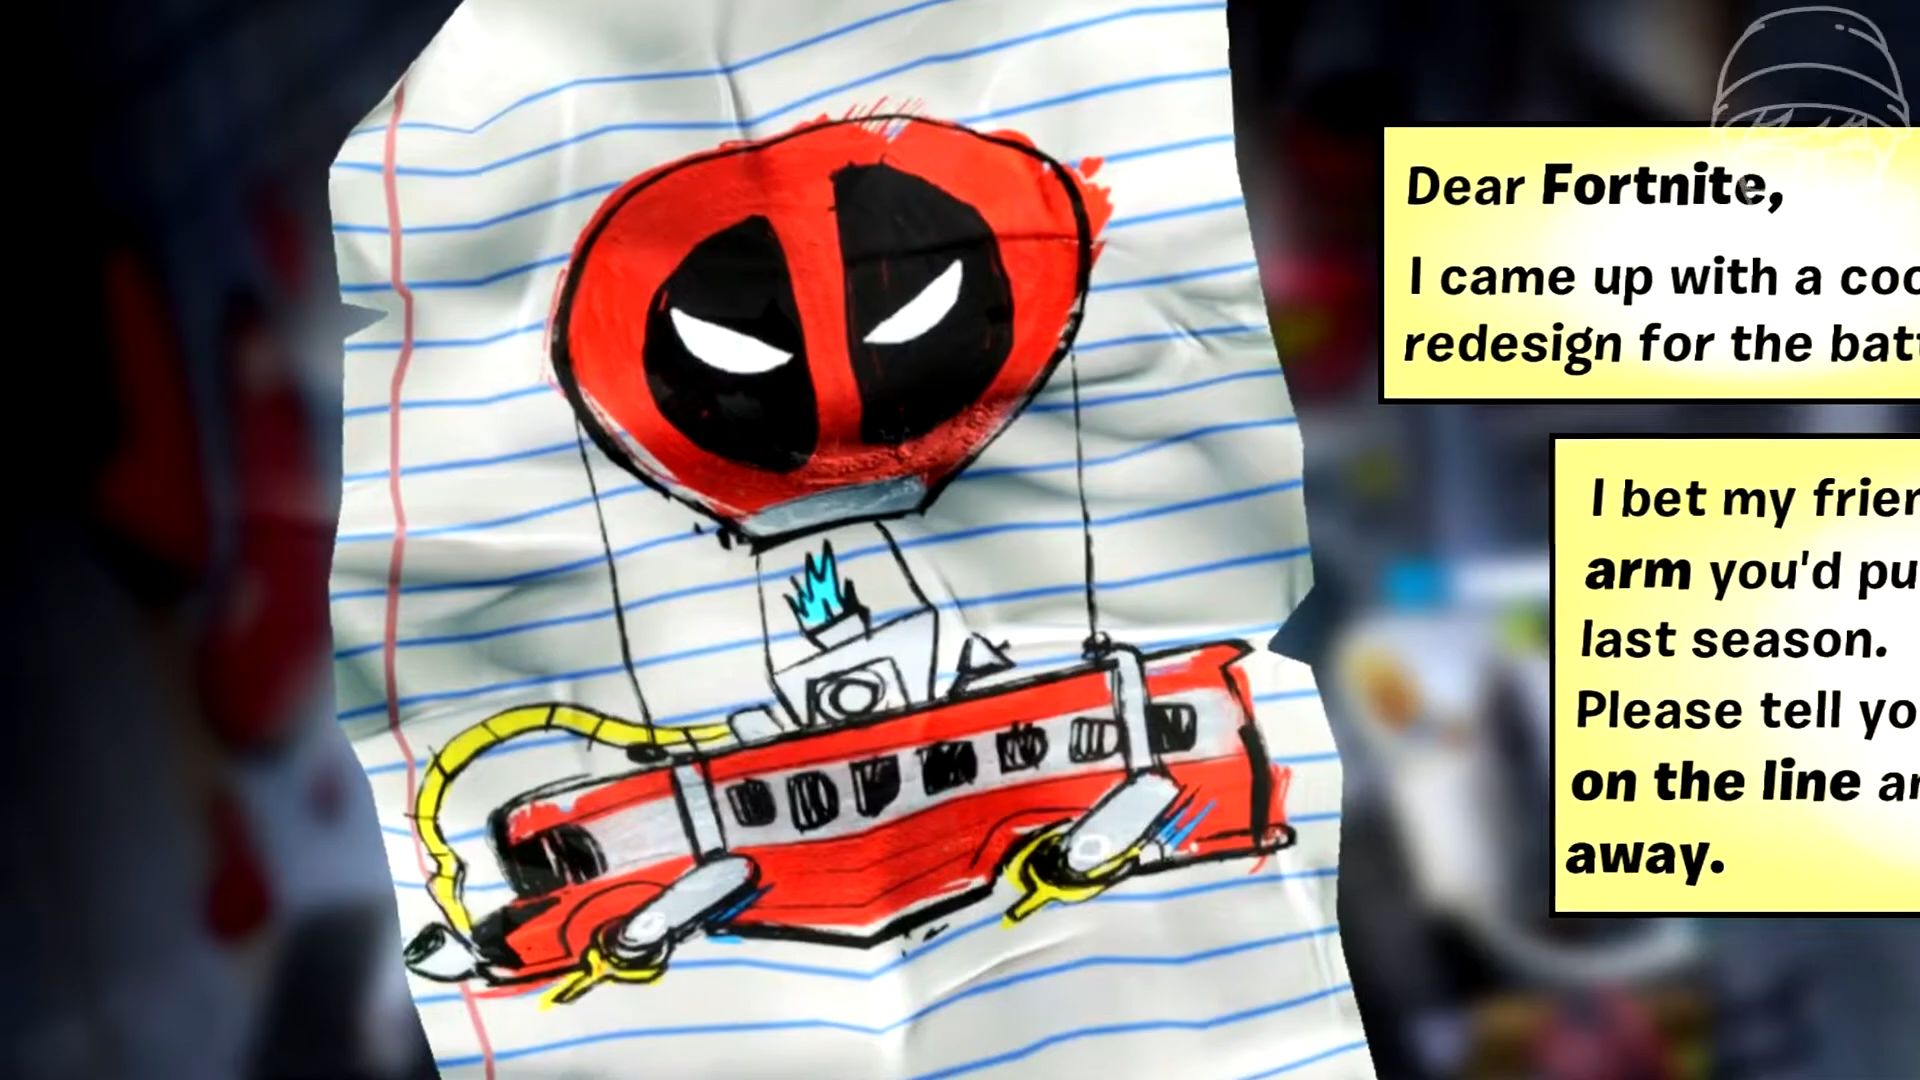 Dear Fortnite,
I came up with a
redesign for the
I bet my
arm you'd
last season.
Please tell
on the line
away.